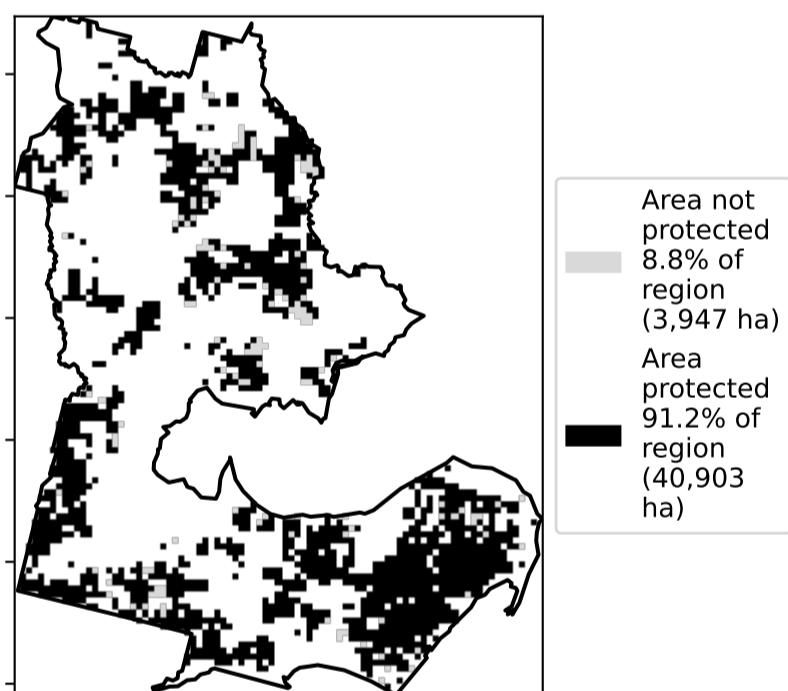 Area not
protected
8.8% of
region
(3,947 ha)
Area
protected
91.2% of
region
(40,903
ha)